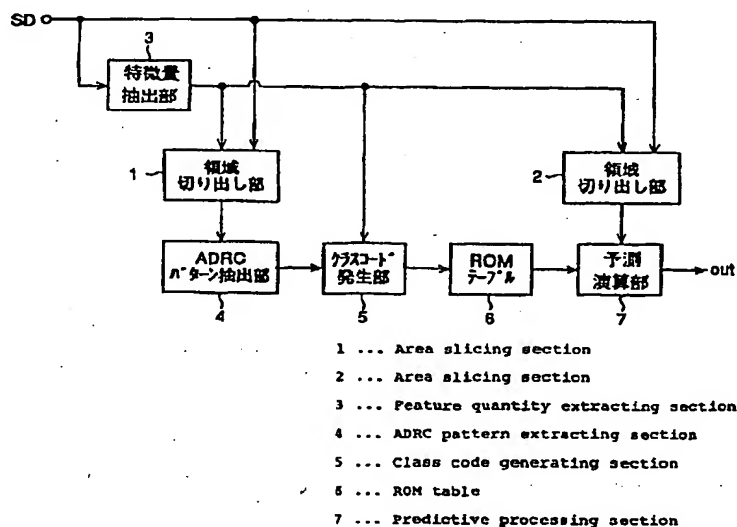 SD
3
特徴量
抽出部
1
領域
切り出し部
2
領域
切り出し部
ADRC
パターン抽出部
4
クラスコード
発生部
5
ROM
テーブル
6
予測
演算部
7
out
1 ... Area slicing section
2 ... Area slicing section
3 ... Feature quantity extracting section
4 ... ADRC pattern extracting section
5 ... Class code generating section
6 ... ROM table
7 ... Predictive processing section